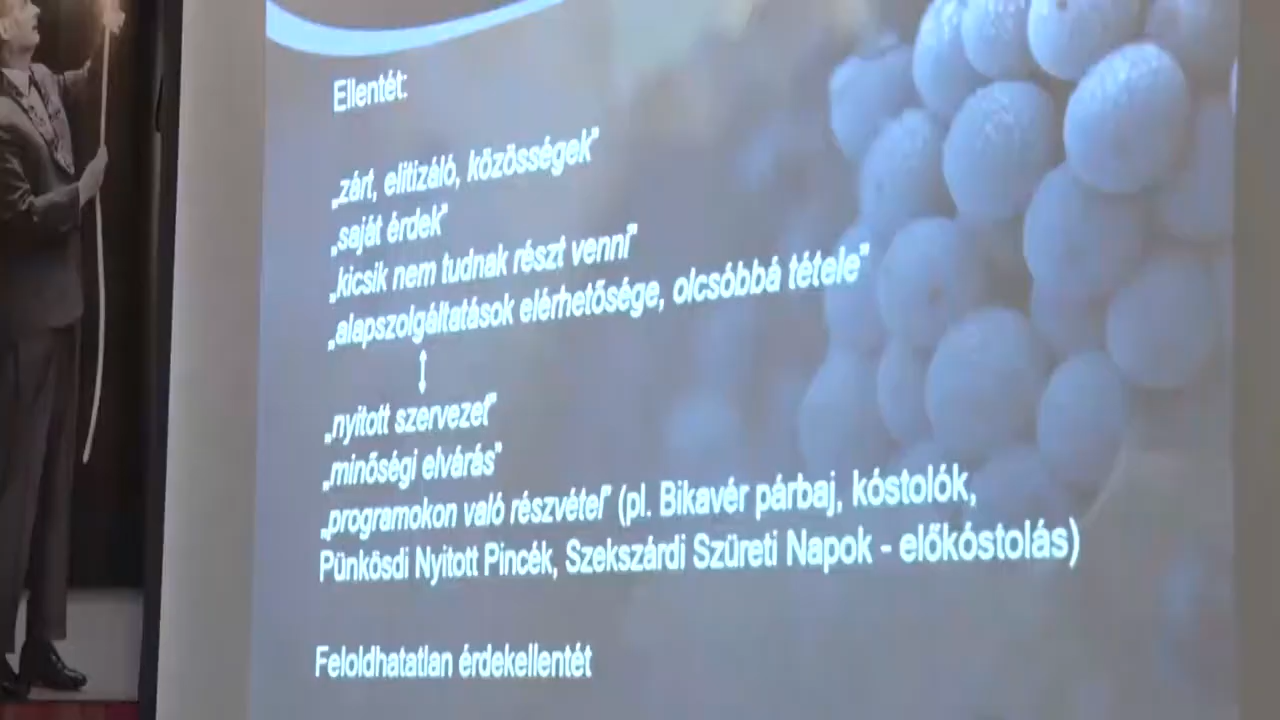 Ellentét:
„zárt, elitizáló, közösségek”
„saját érdek”
„kicsik nem tudnak részt venni”
„alapszolgáltatások elérhetősége, olcsóbbá tétele”
„nyitott szervezet”
„minőségi elvárás”
„programokon való részvétel” (pl. Bikavér párbaj, kóstolók,
Pünkösdi Nyitott Pincék, Szekszárdi Szüreti Napok - előkóstolás)
Feloldhatatlan érdekellentét